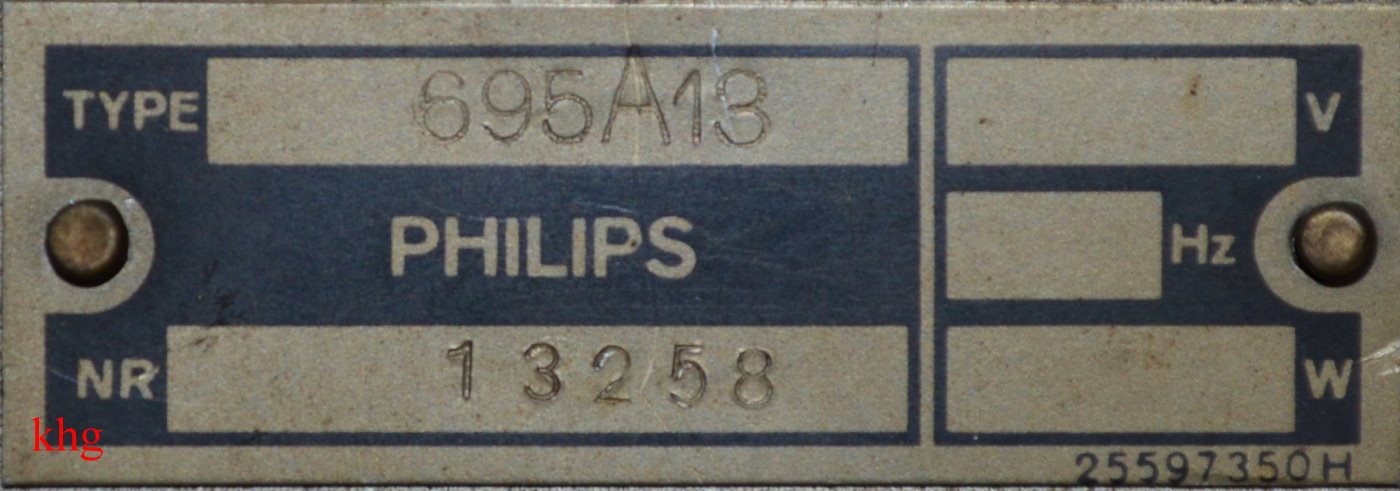 TYPE 695A13 V
PHILIPS Hz
NR 13258 W
khg
25597350H